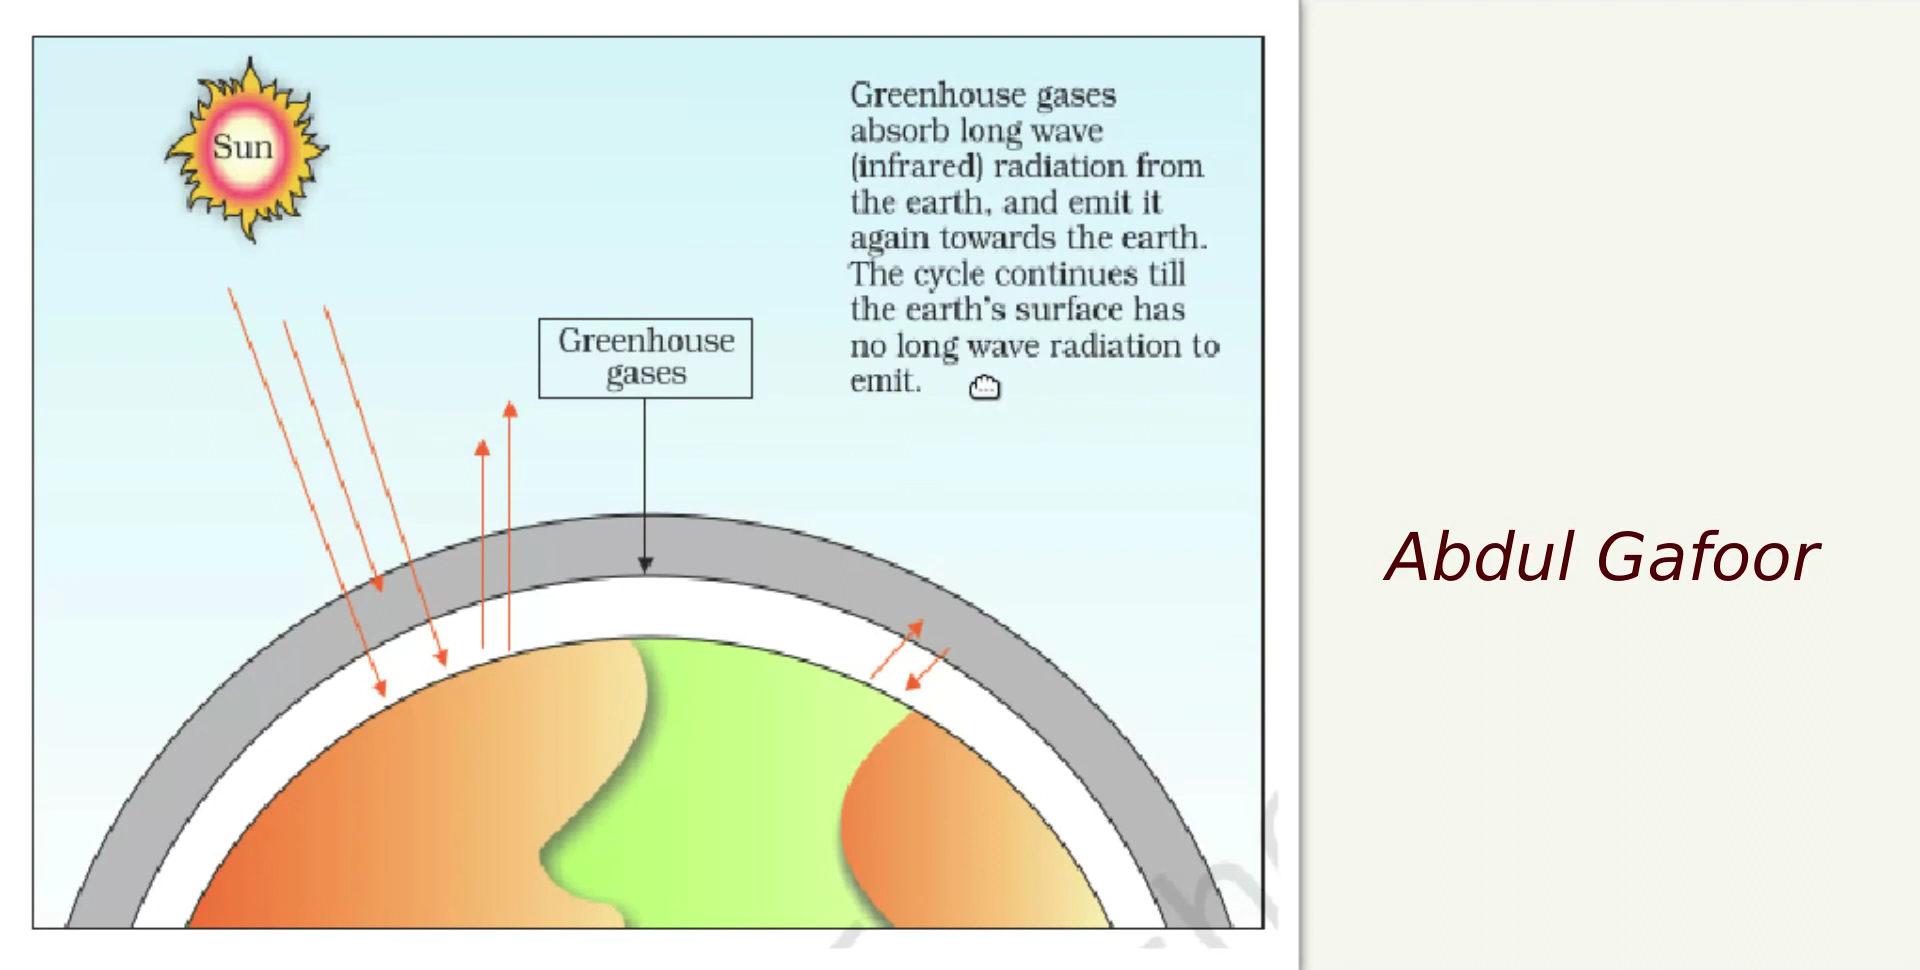 Sun
Greenhouse gases
absorb long wave
(infrared) radiation from
the earth, and emit it
again towards the earth.
The cycle continues till
the earth's surface has
no long wave radiation to
emit.
Greenhouse
gases
Abdul Gafoor